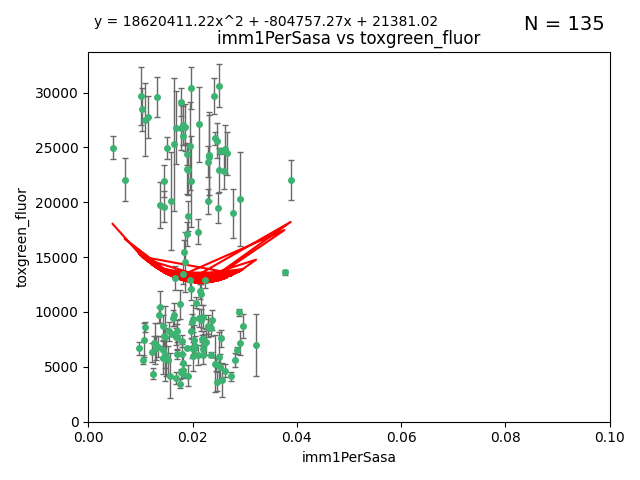 y = 18620411.22x^2 + -804757.27x + 21381.02
N = 135
imm1PerSasa vs toxgreen_fluor
toxgreen_fluor
30000
25000
20000
15000
10000
5000
0
0.00 0.02 0.04 0.06 0.08 0.10
imm1PerSasa